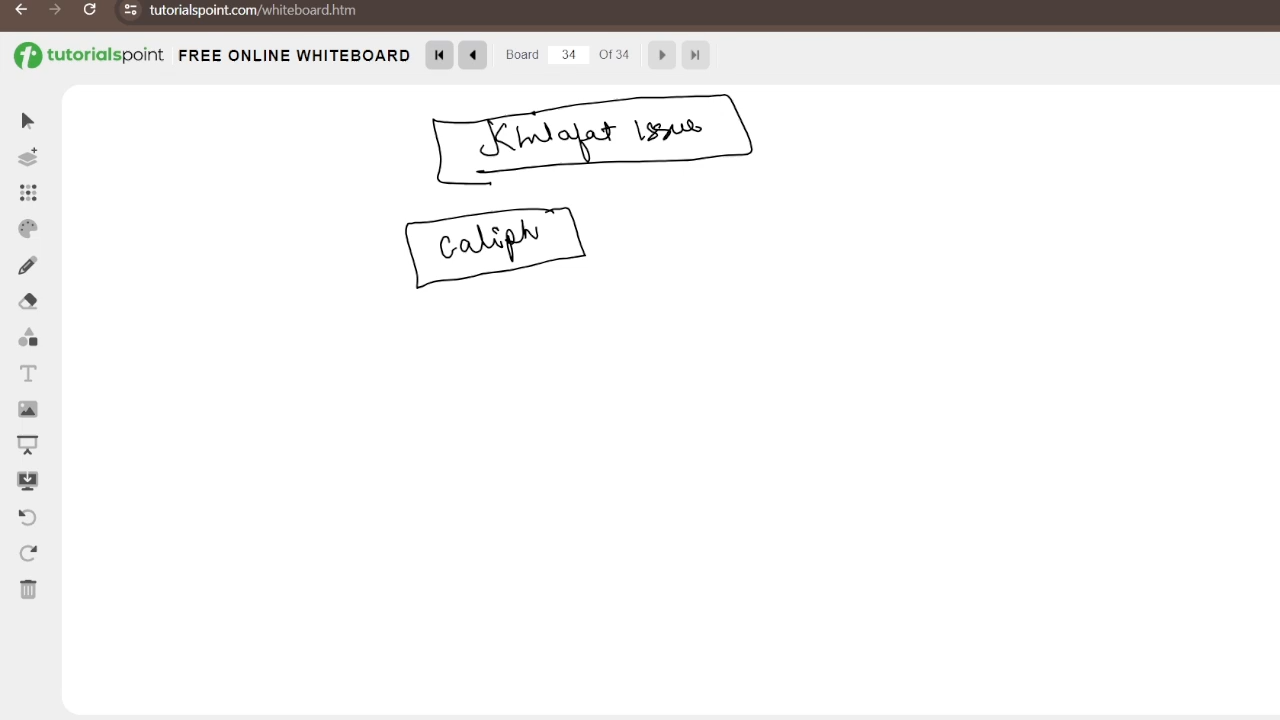 tutorialspoint.com/whiteboard.htm
tutorialspoint FREE ONLINE WHITEBOARD Board 34 Of 34
Khilafat Issue
Caliph